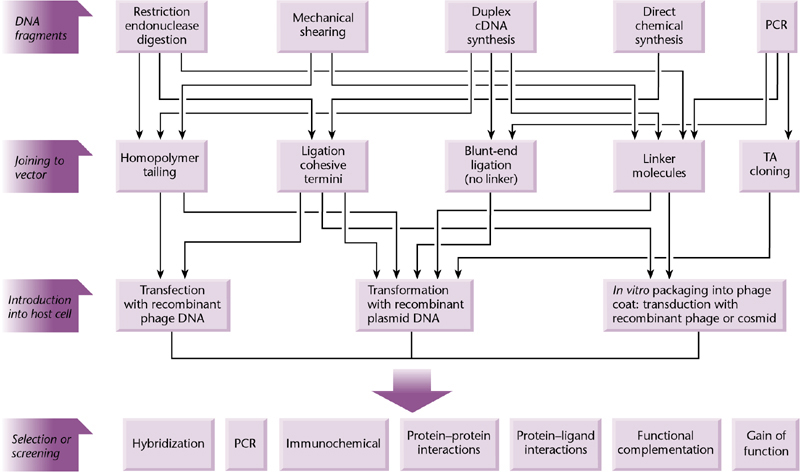 DNA
fragments
Restriction
endonuclease
digestion
Mechanical
shearing
Duplex
cDNA
synthesis
Direct
chemical
synthesis
PCR
Joining to
vector
Homopolymer
tailing
Ligation
cohesive
termini
Blunt-end
ligation
(no linker)
Linker
molecules
TA
cloning
Introduction
into host cell
Transfection
with recombinant
phage DNA
Transformation
with recombinant
plasmid DNA
In vitro packaging into phage
coat: transduction with
recombinant phage or cosmid
Selection or
screening
Hybridization
PCR
Immunochemical
Protein–protein
interactions
Protein–ligand
interactions
Functional
complementation
Gain of
function